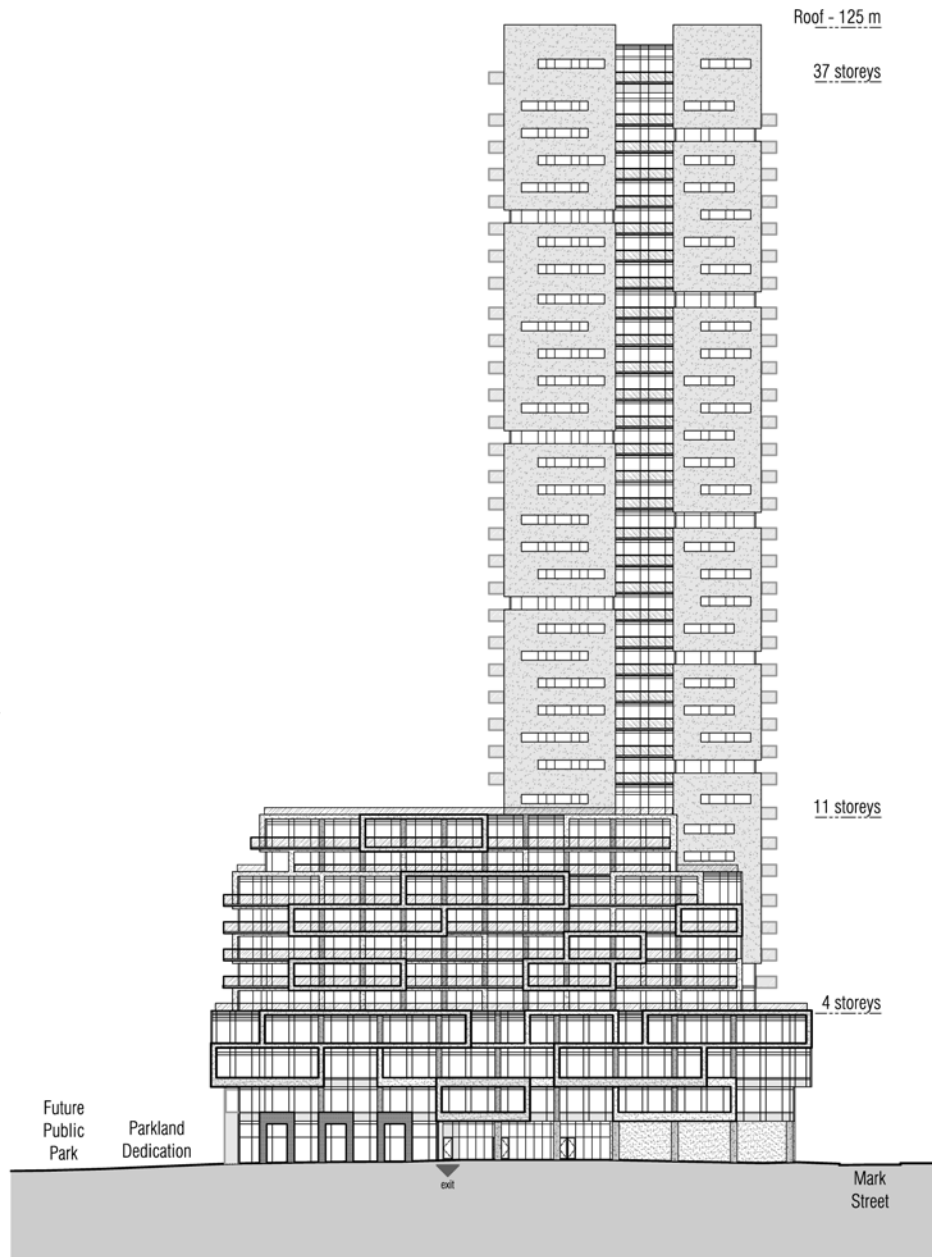 Roof - 125 m
37 storeys
11 storeys
4 storeys
Future
Public
Park
Parkland
Dedication
exit
Mark
Street